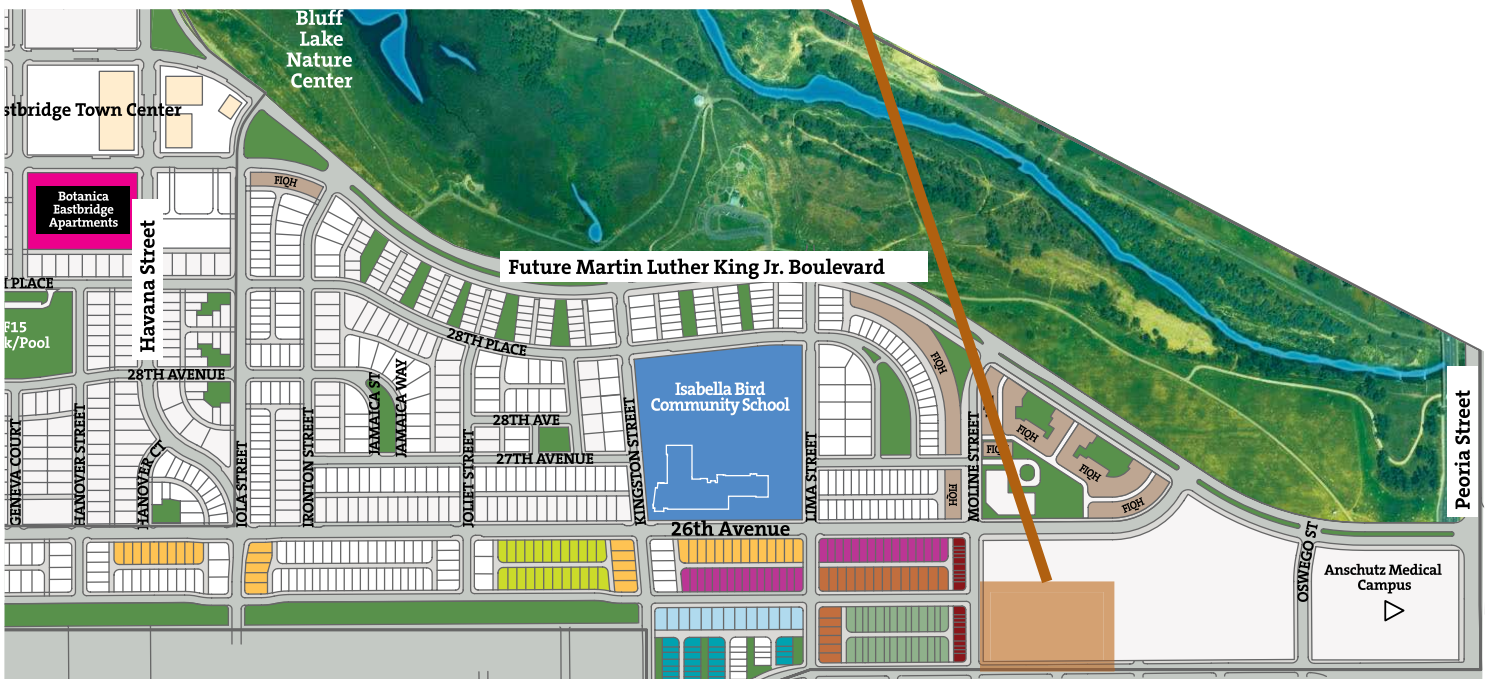 Bluff
Lake
Nature
Center
stbridge Town Center
FIQH
Botanica
Eastbridge
Apartments
Havana Street
Future Martin Luther King Jr. Boulevard
PLACE
F15
k/Pool
28TH PLACE
28TH AVENUE
JAMAICA ST
JAMAICA WAY
Isabella Bird
Community School
FIQH
28TH AVE
27TH AVENUE
GENEVA COURT
HANOVER STREET
HANOVER CT
IOLA STREET
IRONTON STREET
JOLIET STREET
KINGSTON STREET
LIMA STREET
MOLINE STREET
FIQH
FIQH
FIQH
FIQH
FIQH
Peoria Street
26th Avenue
OSWEGO ST
Anschutz Medical
Campus